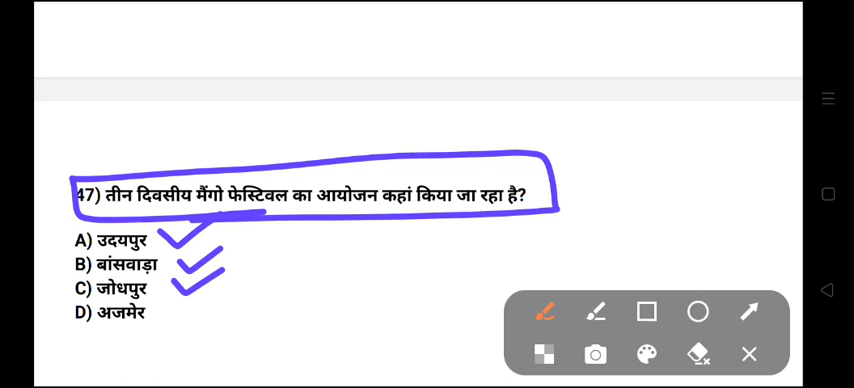 47) तीन दिवसीय मैंगो फेस्टिवल का आयोजन कहां किया जा रहा है?
A) उदयपुर
B) बांसवाड़ा
C) जोधपुर
D) अजमेर